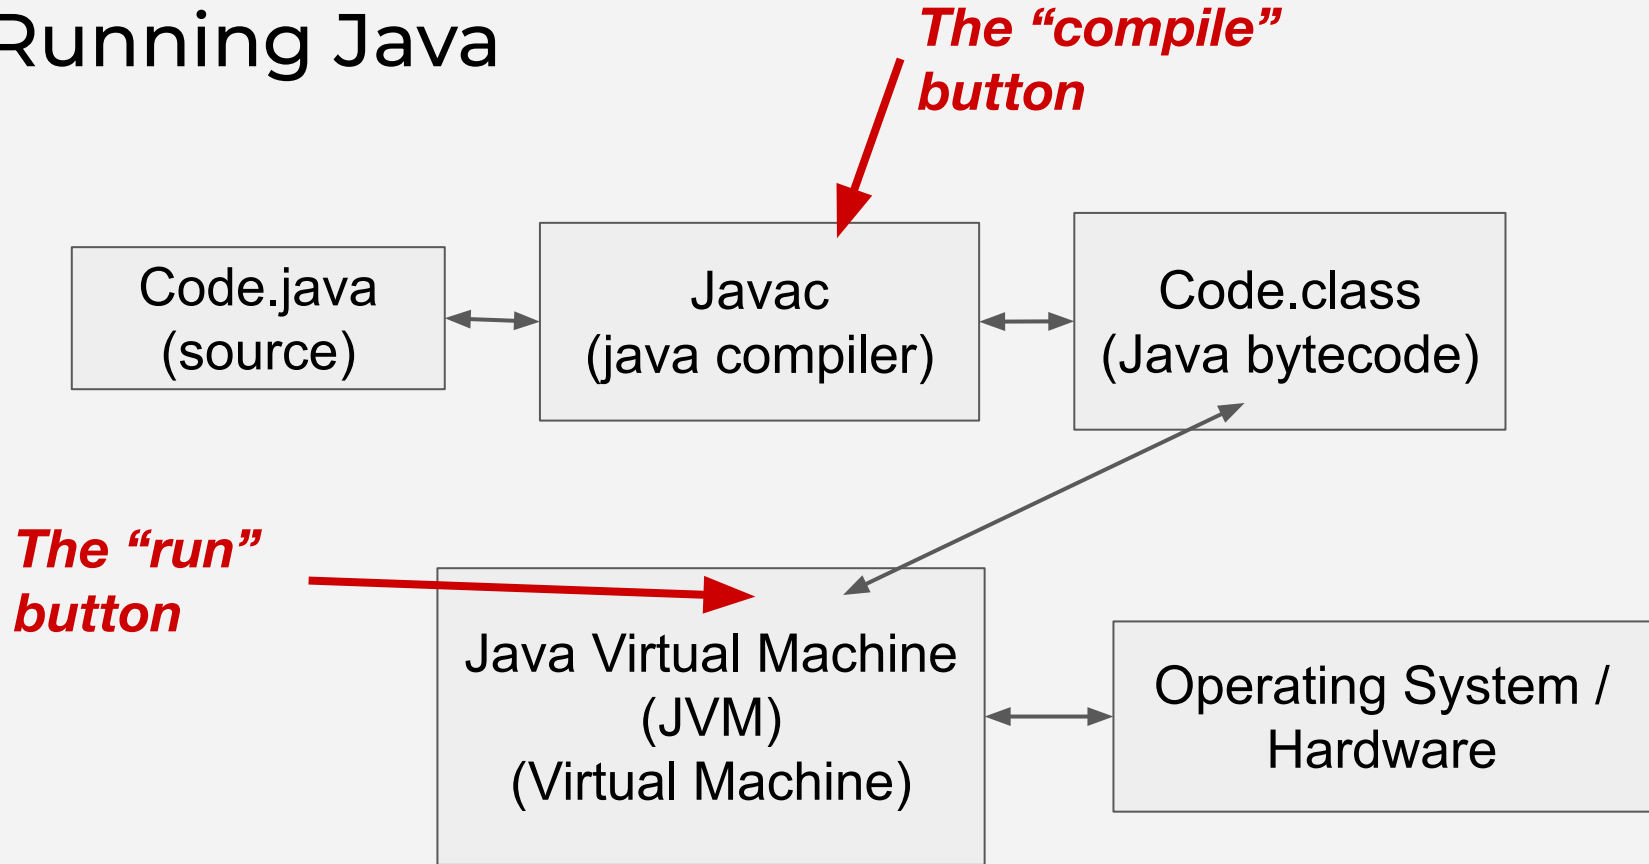 Running Java
The “compile”
button
Code.java
(source)
Javac
(java compiler)
Code.class
(Java bytecode)
The “run”
button
Java Virtual Machine
(JVM)
(Virtual Machine)
Operating System /
Hardware